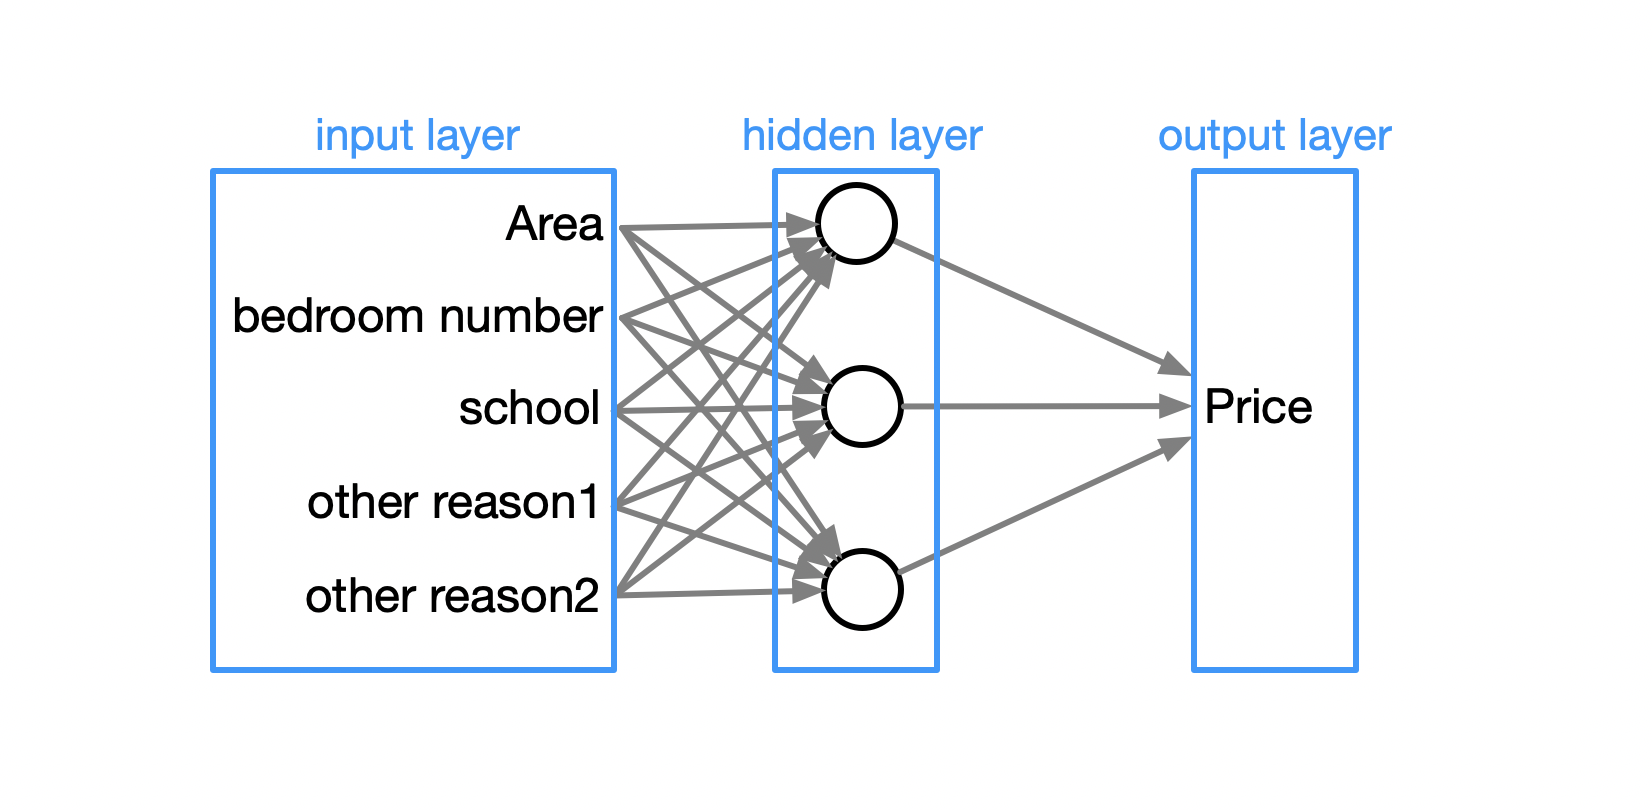 input layer
hidden layer
output layer
Area
bedroom number
school
other reason1
other reason2
Price